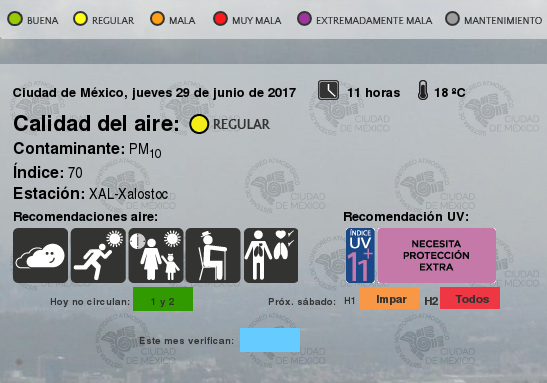 BUENA REGULAR MALA MUY MALA EXTREMADAMENTE MALA MANTENIMIENTO
Ciudad de México, jueves 29 de junio de 2017 11 horas 18 ºC
Calidad del aire: REGULAR
Contaminante: PM10
Índice: 70
Estación: XAL-Xalostoc
Recomendaciones aire: Recomendación UV:
ÍNDICE
UV
11+
NECESITA
PROTECCIÓN
EXTRA
Hoy no circulan: 1 y 2 Próx. sábado: H1 Impar H2 Todos
Este mes verifican:
CIUDAD
DE MÉXICO